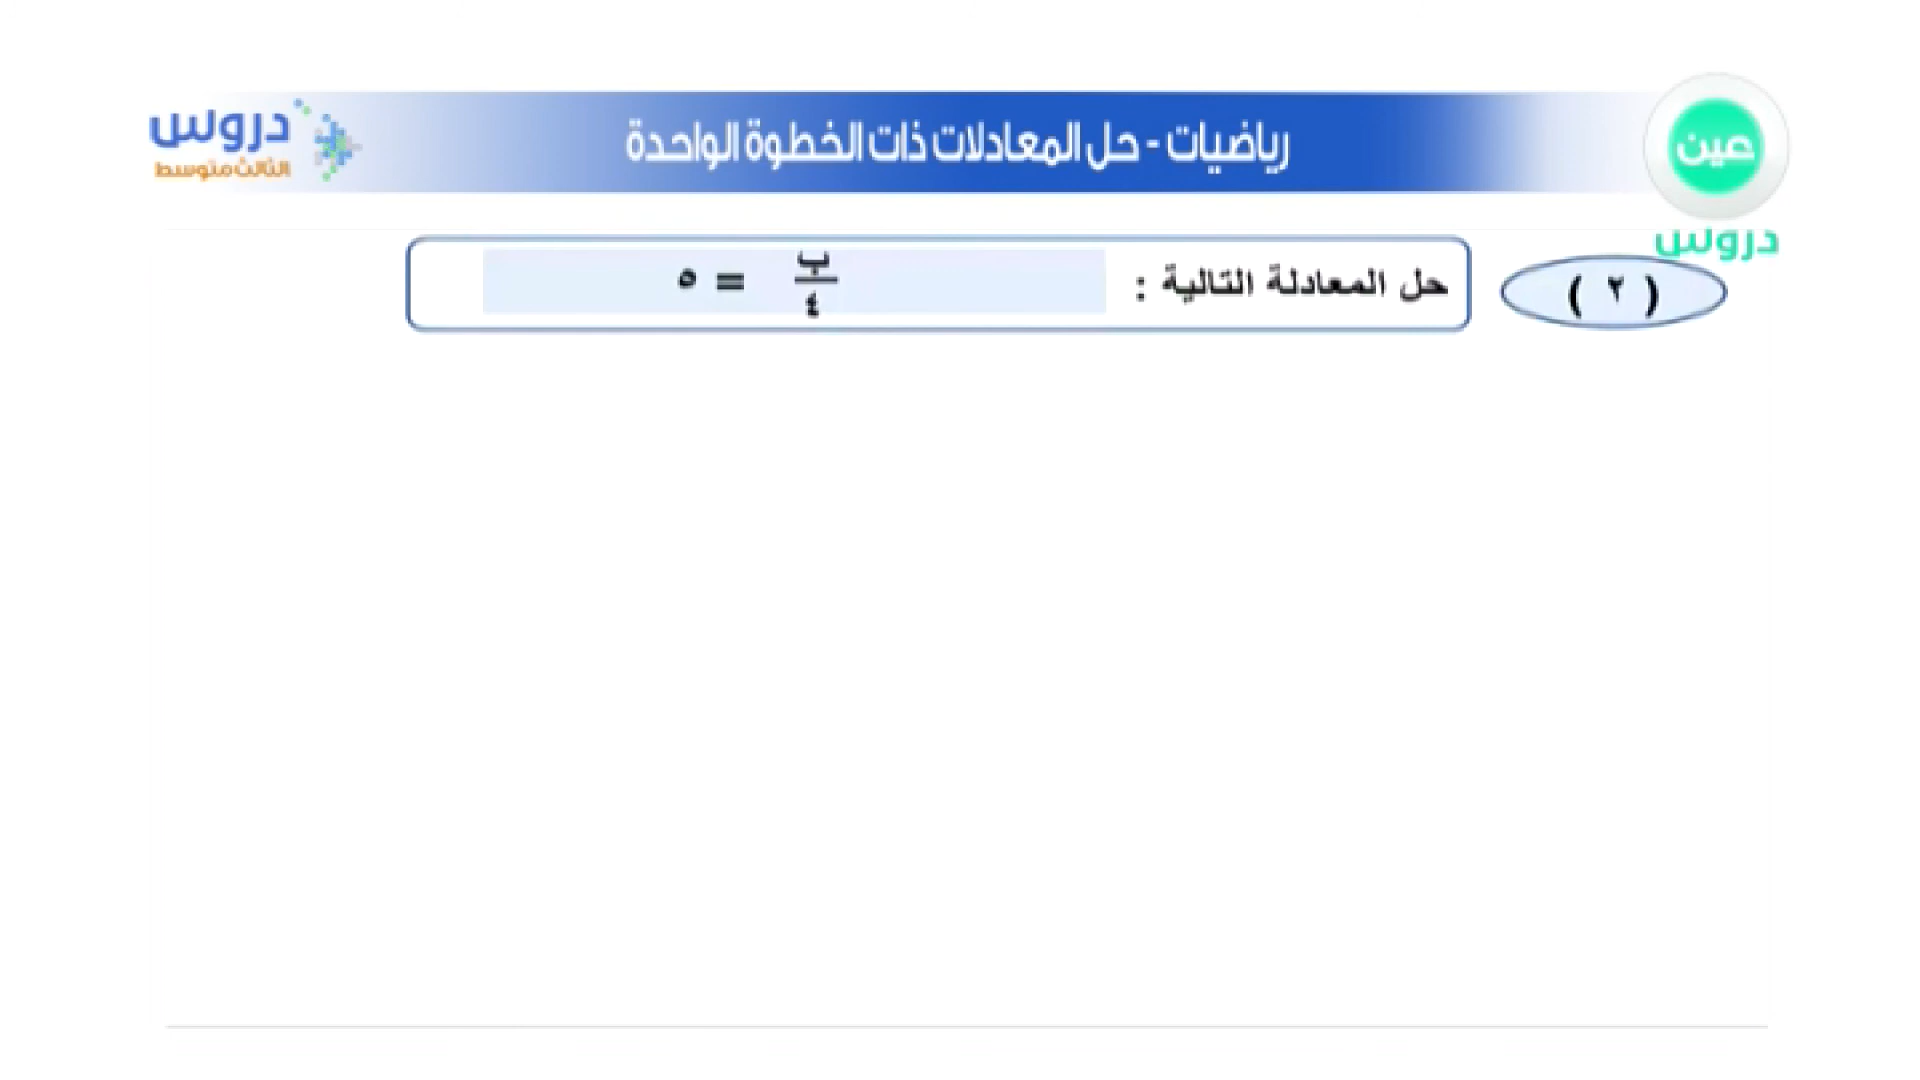 رياضيات - حل المعادلات ذات الخطوة الواحدة
عين
دروس
دروس
الثالث متوسط
( ٢ )
حل المعادلة التالية : ب/٤ = ٥